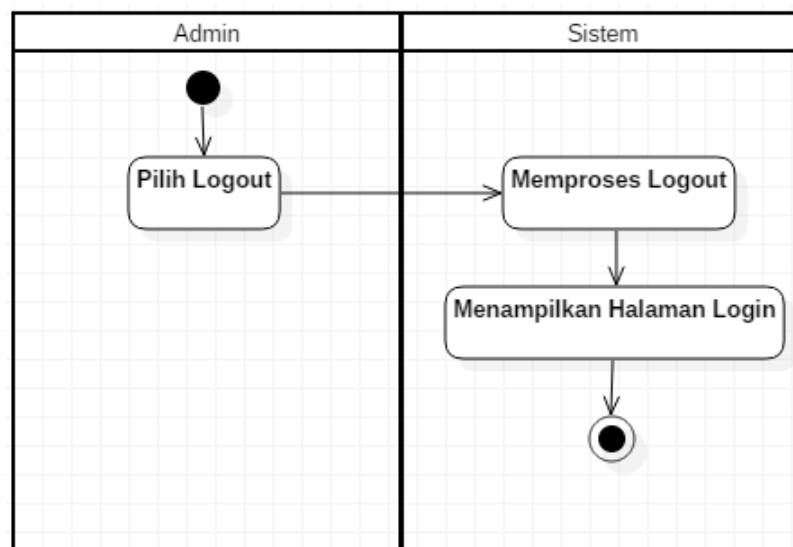 Admin
Sistem
Pilih Logout
Memproses Logout
Menampilkan Halaman Login